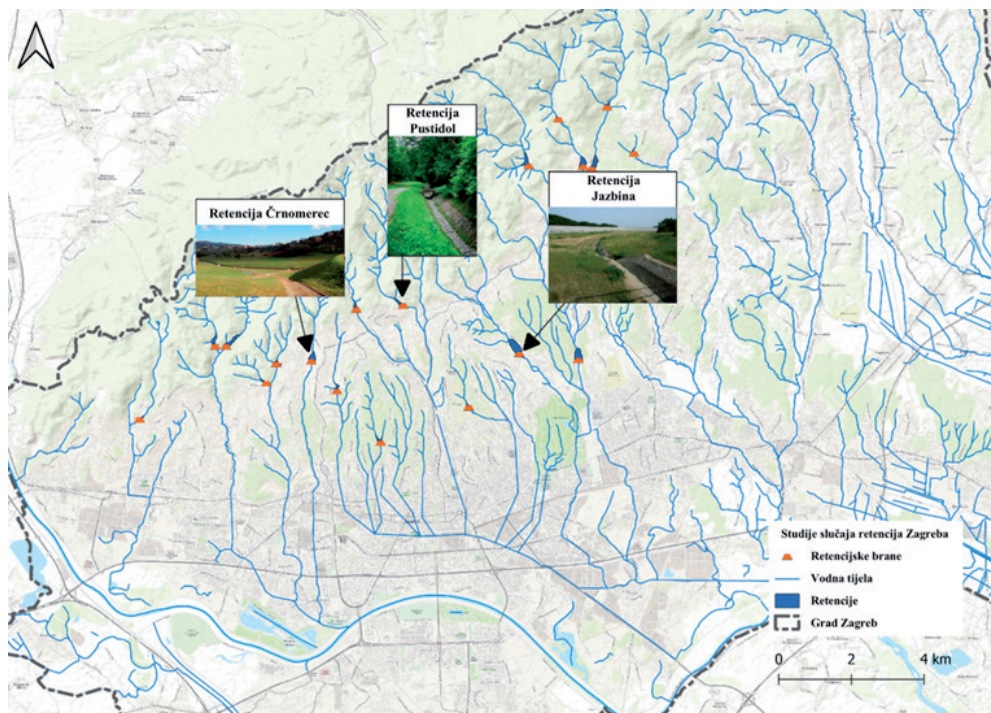 Retencija
Pustidol
Retencija
Jazbina
Retencija Črnomerec
Studije slučaja retencija Zagreba
Retencijske brane
Vodna tijela
Retencije
Grad Zagreb
0 2 4 km